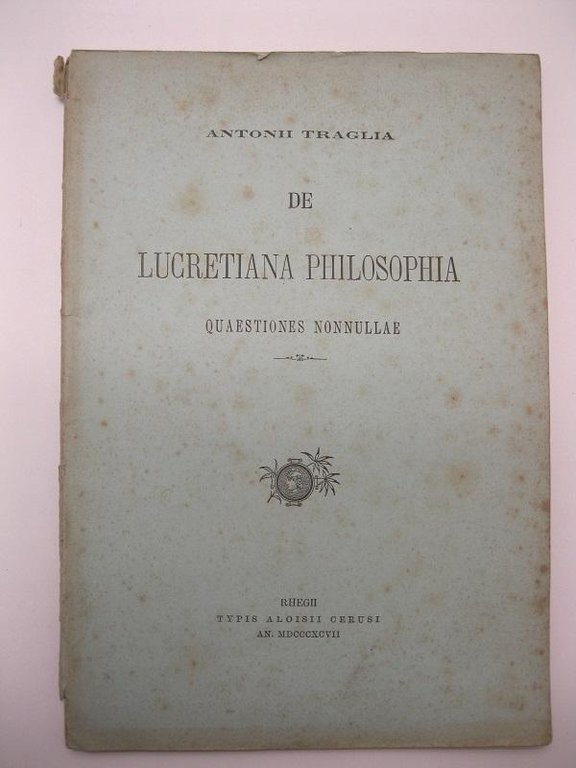 ANTONII TRAGLIA
DE
LUCRETIANA PHILOSOPHIA
QUAESTIONES NONNULLAE
RHEGII
TYPIS ALOISII CERUSI
AN. MDCCCXCVII